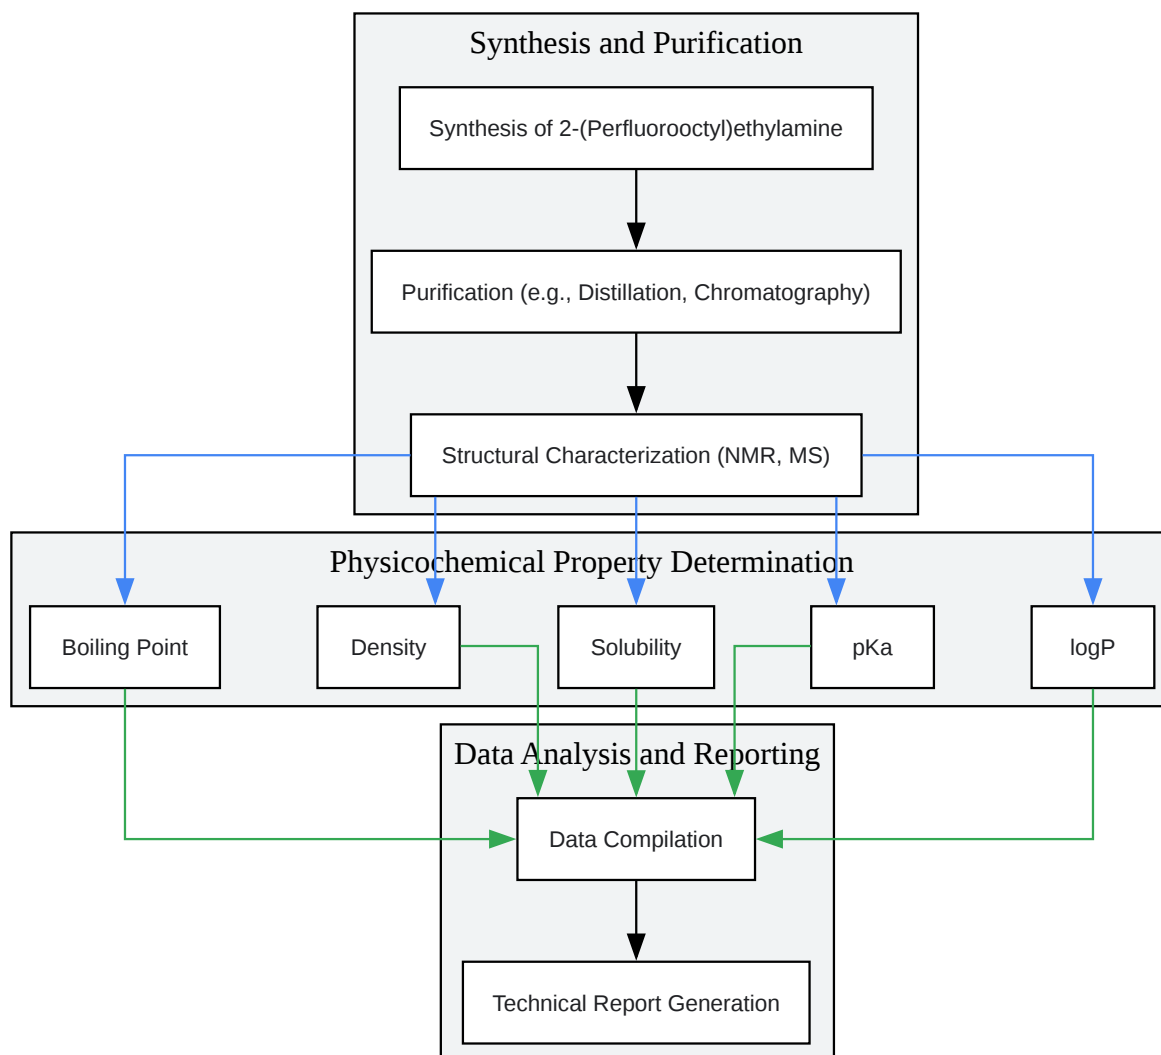 Synthesis and Purification
Synthesis of 2-(Perfluorooctyl)ethylamine
Purification (e.g., Distillation, Chromatography)
Structural Characterization (NMR, MS)
Physicochemical Property Determination
Boiling Point
Density
Solubility
pKa
logP
Data Analysis and Reporting
Data Compilation
Technical Report Generation